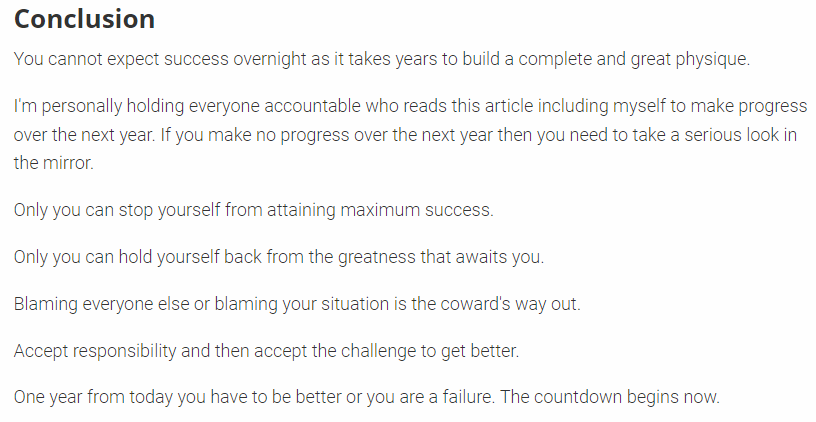 Conclusion
You cannot expect success overnight as it takes years to build a complete and great physique.
I'm personally holding everyone accountable who reads this article including myself to make progress
over the next year. If you make no progress over the next year then you need to take a serious look in
the mirror.
Only you can stop yourself from attaining maximum success.
Only you can hold yourself back from the greatness that awaits you.
Blaming everyone else or blaming your situation is the coward's way out.
Accept responsibility and then accept the challenge to get better.
One year from today you have to be better or you are a failure. The countdown begins now.